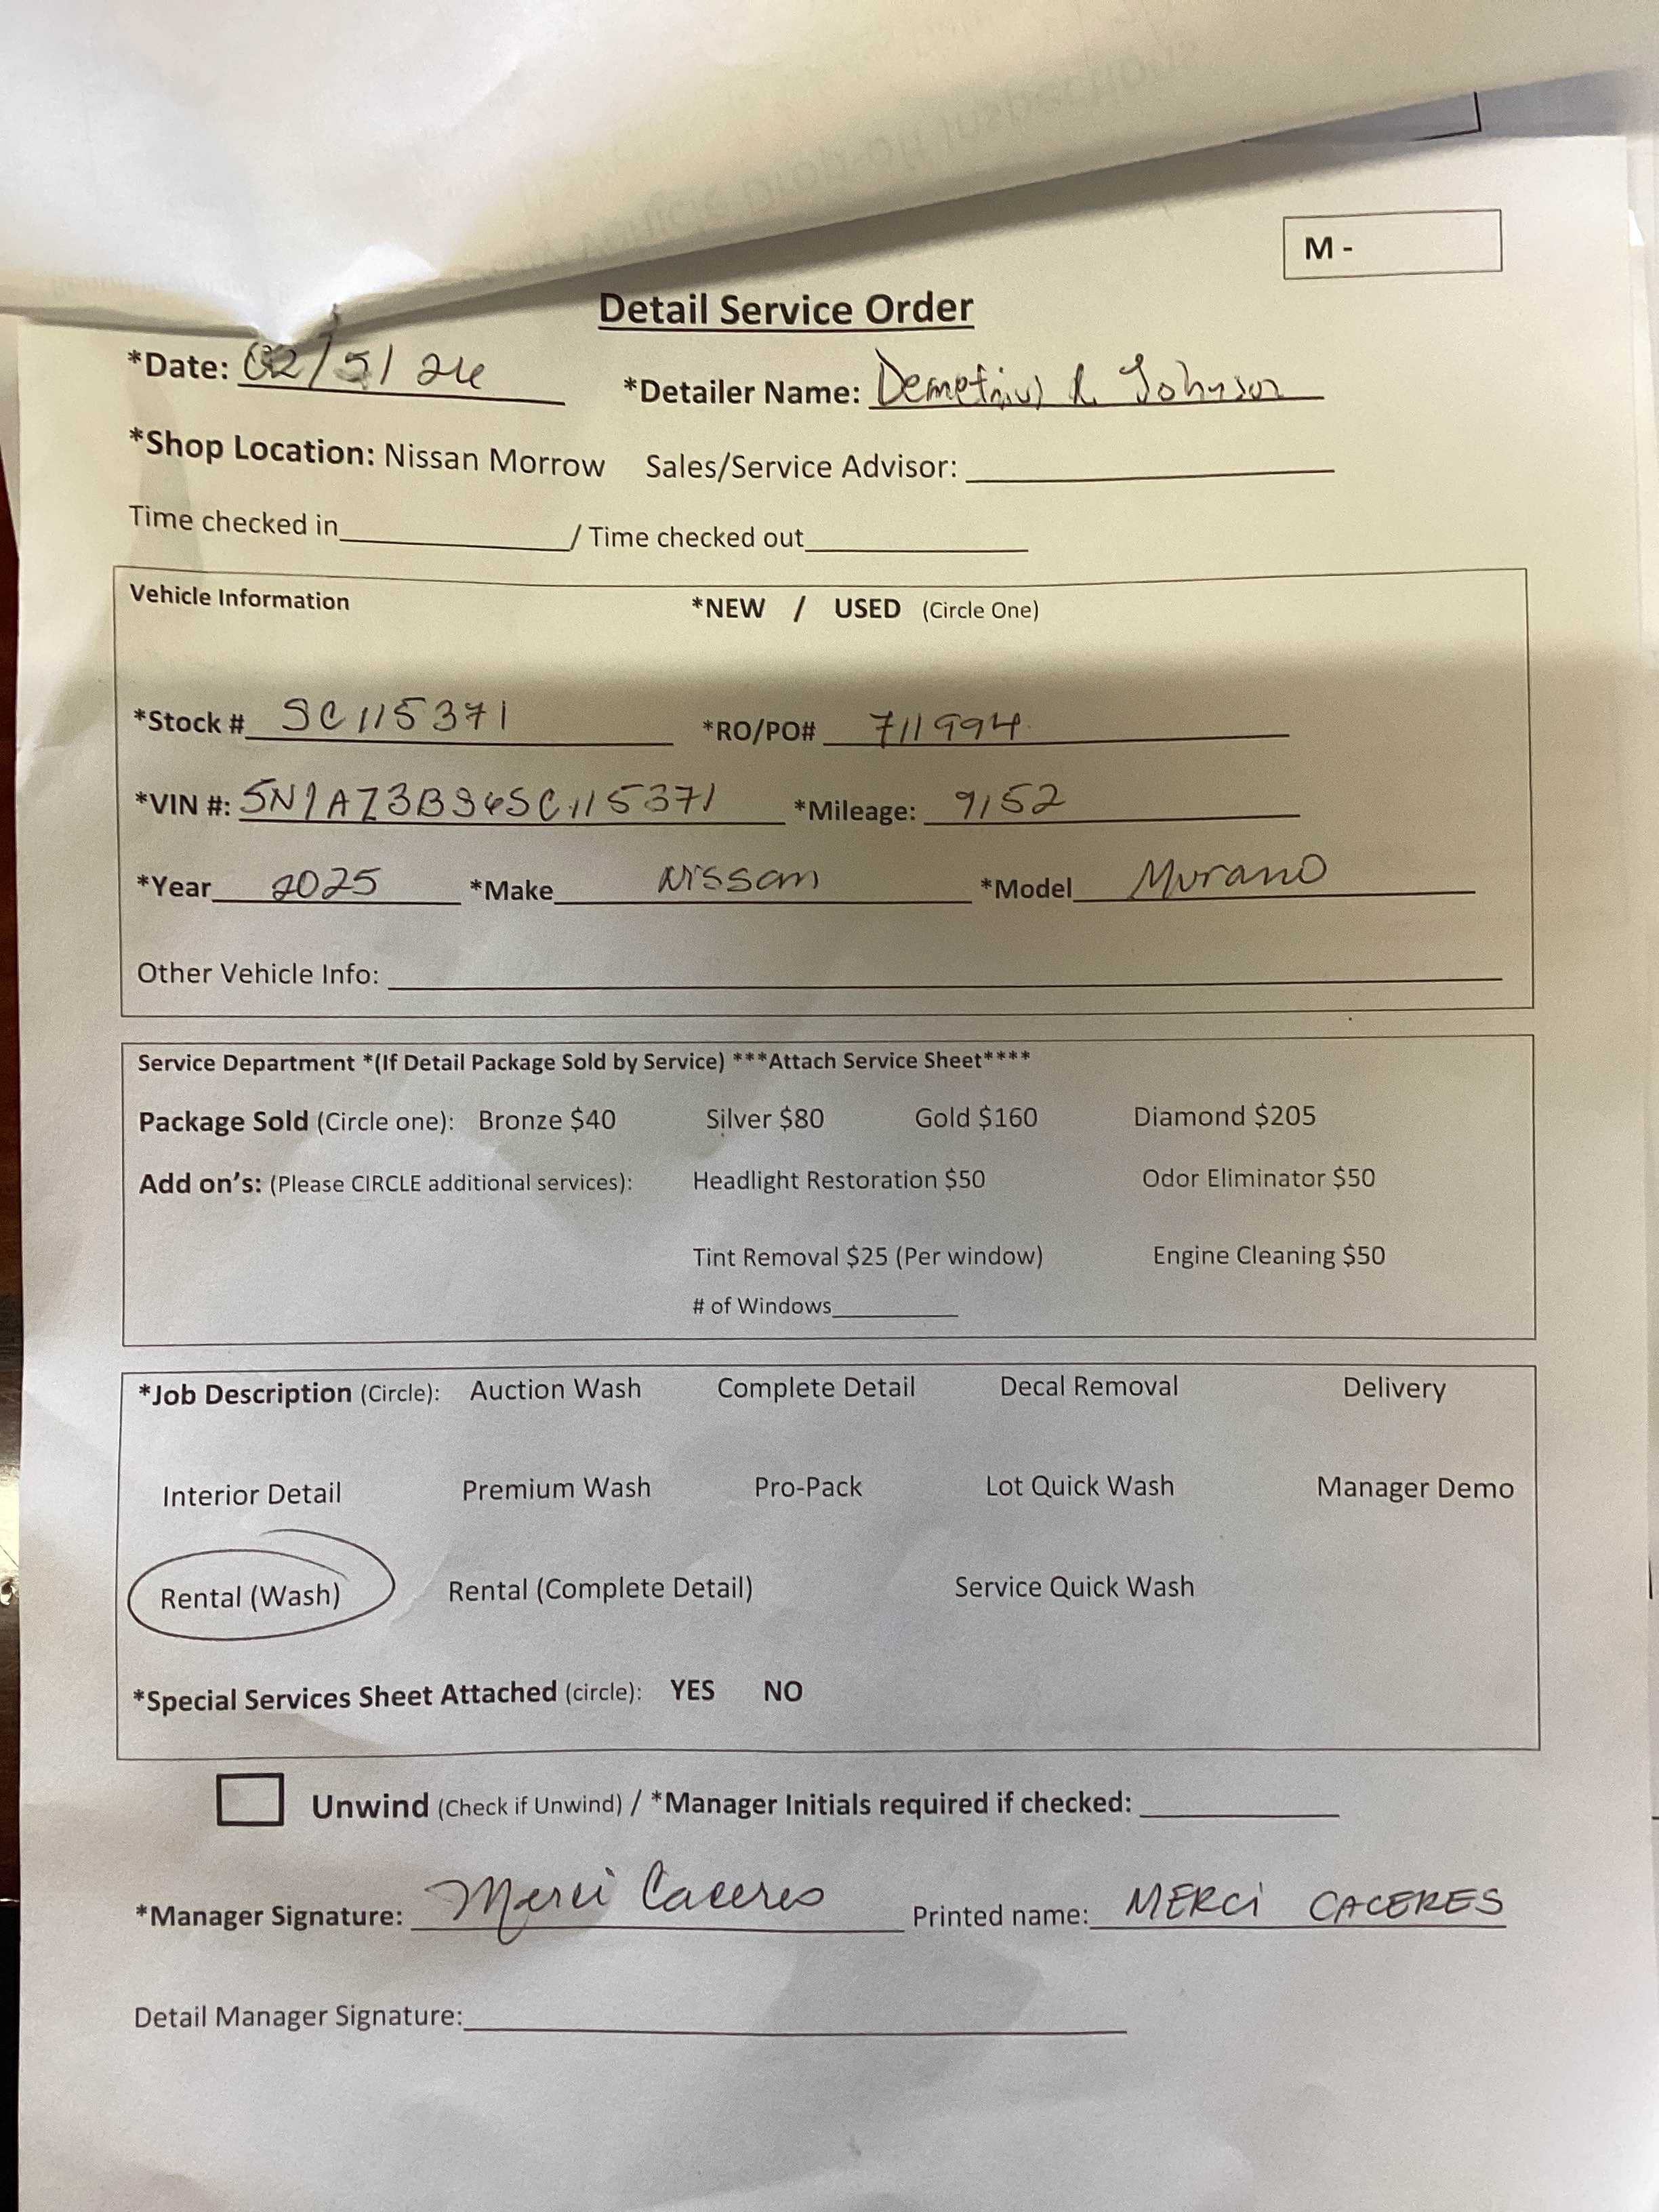 M -
Detail Service Order
*Date: 02/5/26 *Detailer Name: Demetrius R. Johnson
*Shop Location: Nissan Morrow Sales/Service Advisor:
Time checked in / Time checked out
Vehicle Information *NEW / USED (Circle One)
*Stock # SC115371 *RO/PO# 711994
*VIN #: 5N1AZ3BS6SC115371 *Mileage: 9152
*Year 2025 *Make Nissan *Model Murano
Other Vehicle Info:
Service Department *(If Detail Package Sold by Service) ***Attach Service Sheet****
Package Sold (Circle one): Bronze $40 Silver $80 Gold $160 Diamond $205
Add on's: (Please CIRCLE additional services): Headlight Restoration $50 Odor Eliminator $50
Tint Removal $25 (Per window) Engine Cleaning $50
# of Windows
*Job Description (Circle): Auction Wash Complete Detail Decal Removal Delivery
Interior Detail Premium Wash Pro-Pack Lot Quick Wash Manager Demo
Rental (Wash) Rental (Complete Detail) Service Quick Wash
*Special Services Sheet Attached (circle): YES NO
Unwind (Check if Unwind) / *Manager Initials required if checked:
*Manager Signature: Merci Caceres Printed name: MERCi CACERES
Detail Manager Signature: